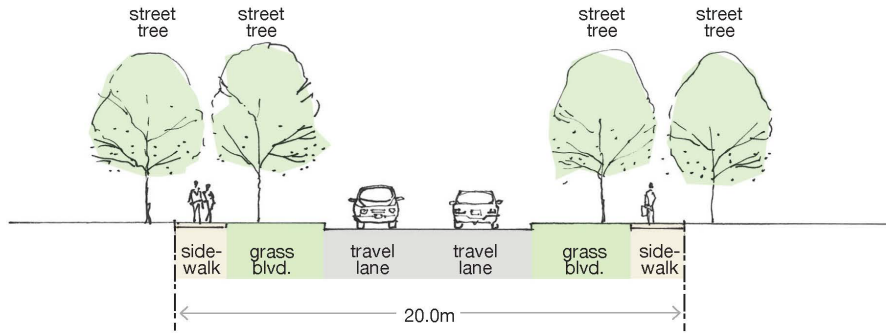 street
tree
street
tree
street
tree
street
tree
side-
walk
grass
blvd.
travel
lane
travel
lane
grass
blvd.
side-
walk
20.0m